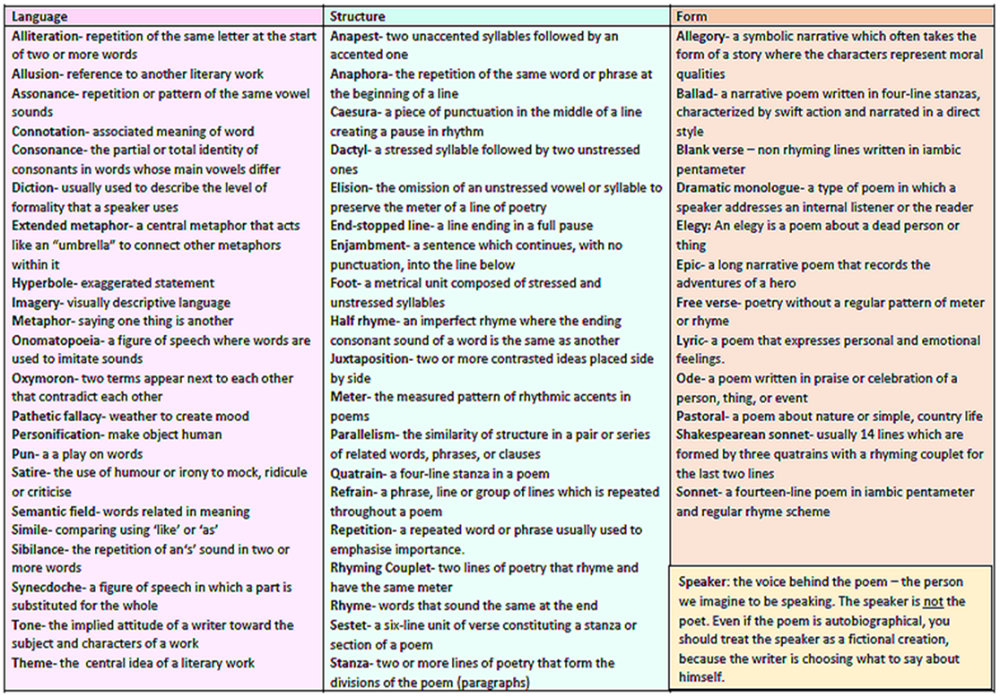 Language
Alliteration- repetition of the same letter at the start
of two or more words
Allusion- reference to another literary work
Assonance- repetition or pattern of the same vowel
sounds
Connotation- associated meaning of word
Consonance- the partial or total identity of
consonants in words whose main vowels differ
Diction- usually used to describe the level of
formality that a speaker uses
Extended metaphor- a central metaphor that acts
like an “umbrella” to connect other metaphors
within it
Hyperbole- exaggerated statement
Imagery- visually descriptive language
Metaphor- saying one thing is another
Onomatopoeia- a figure of speech where words are
used to imitate sounds
Oxymoron- two terms appear next to each other
that contradict each other
Pathetic fallacy- weather to create mood
Personification- make object human
Pun- a a play on words
Satire- the use of humour or irony to mock, ridicule
or criticise
Semantic field- words related in meaning
Simile- comparing using ‘like’ or ‘as’
Sibilance- the repetition of an‘s’ sound in two or
more words
Synecdoche- a figure of speech in which a part is
substituted for the whole
Tone- the implied attitude of a writer toward the
subject and characters of a work
Theme- the central idea of a literary work
Structure
Anapest- two unaccented syllables followed by an
accented one
Anaphora- the repetition of the same word or phrase at
the beginning of a line
Caesura- a piece of punctuation in the middle of a line
creating a pause in rhythm
Dactyl- a stressed syllable followed by two unstressed
ones
Elision- the omission of an unstressed vowel or syllable to
preserve the meter of a line of poetry
End-stopped line- a line ending in a full pause
Enjambment- a sentence which continues, with no
punctuation, into the line below
Foot- a metrical unit composed of stressed and
unstressed syllables
Half rhyme- an imperfect rhyme where the ending
consonant sound of a word is the same as another
Juxtaposition- two or more contrasted ideas placed side
by side
Meter- the measured pattern of rhythmic accents in
poems
Parallelism- the similarity of structure in a pair or series
of related words, phrases, or clauses
Quatrain- a four-line stanza in a poem
Refrain- a phrase, line or group of lines which is repeated
throughout a poem
Repetition- a repeated word or phrase usually used to
emphasise importance.
Rhyming Couplet- two lines of poetry that rhyme and
have the same meter
Rhyme- words that sound the same at the end
Sestet- a six-line unit of verse constituting a stanza or
section of a poem
Stanza- two or more lines of poetry that form the
divisions of the poem (paragraphs)
Form
Allegory- a symbolic narrative which often takes the
form of a story where the characters represent moral
qualities
Ballad- a narrative poem written in four-line stanzas,
characterized by swift action and narrated in a direct
style
Blank verse – non rhyming lines written in iambic
pentameter
Dramatic monologue- a type of poem in which a
speaker addresses an internal listener or the reader
Elegy: An elegy is a poem about a dead person or
thing
Epic- a long narrative poem that records the
adventures of a hero
Free verse- poetry without a regular pattern of meter
or rhyme
Lyric- a poem that expresses personal and emotional
feelings.
Ode- a poem written in praise or celebration of a
person, thing, or event
Pastoral- a poem about nature or simple, country life
Shakespearean sonnet- usually 14 lines which are
formed by three quatrains with a rhyming couplet for
the last two lines
Sonnet- a fourteen-line poem in iambic pentameter
and regular rhyme scheme
Speaker: the voice behind the poem – the person
we imagine to be speaking. The speaker is not the
poet. Even if the poem is autobiographical, you
should treat the speaker as a fictional creation,
because the writer is choosing what to say about
himself.